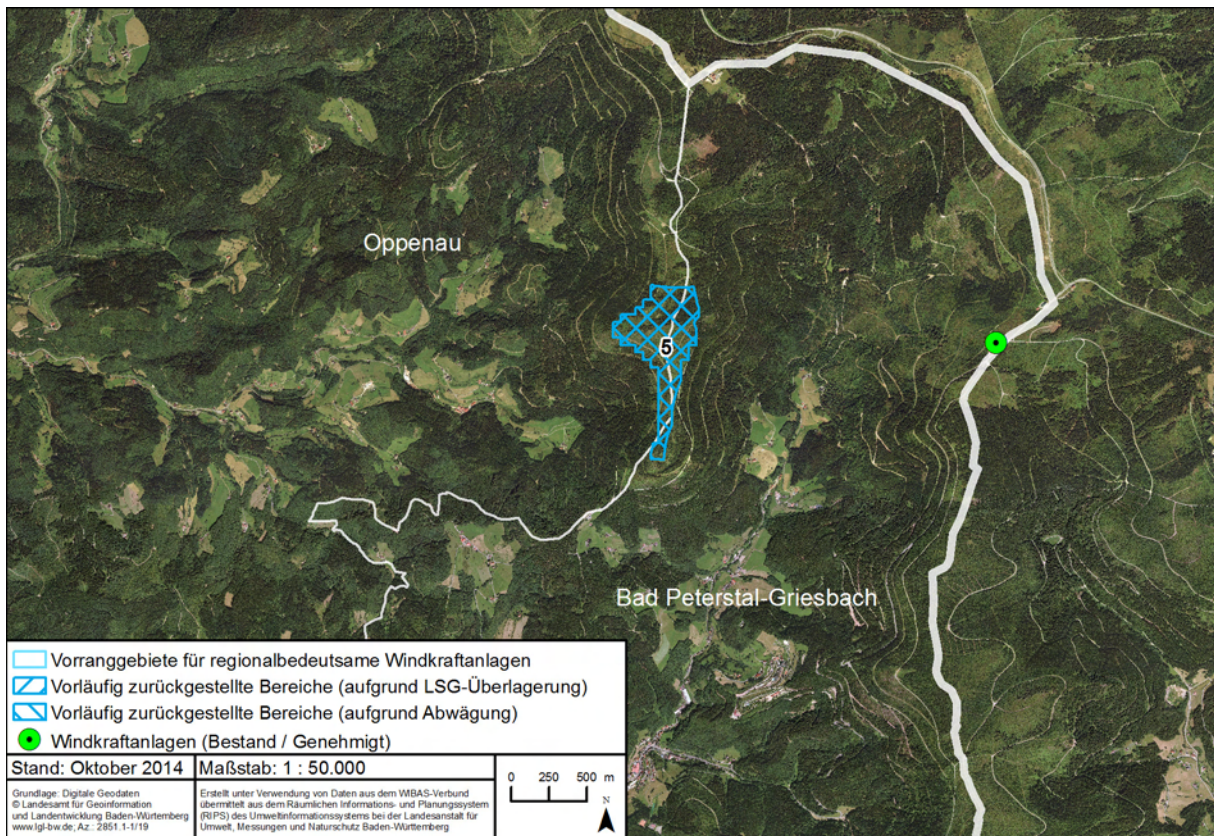 Oppenau
5
Bad Peterstal-Griesbach
Vorranggebiete für regionalbedeutsame Windkraftanlagen
Vorläufig zurückgestellte Bereiche (aufgrund LSG-Überlagerung)
Vorläufig zurückgestellte Bereiche (aufgrund Abwägung)
Windkraftanlagen (Bestand / Genehmigt)
Stand: Oktober 2014
Maßstab: 1 : 50.000
Grundlage: Digitale Geodaten
© Landesamt für Geoinformation
und Landentwicklung Baden-Würtemberg
www.lgl-bw.de; Az.: 2851.1-1/19
Erstellt unter Verwendung von Daten aus dem WIBAS-Verbund
übermittelt aus dem Räumlichen Informations- und Planungssystem
(RIPS) des Umweltinformationssystems bei der Landesanstalt für
Umwelt, Messungen und Naturschutz Baden-Württemberg
0 250 500 m
N